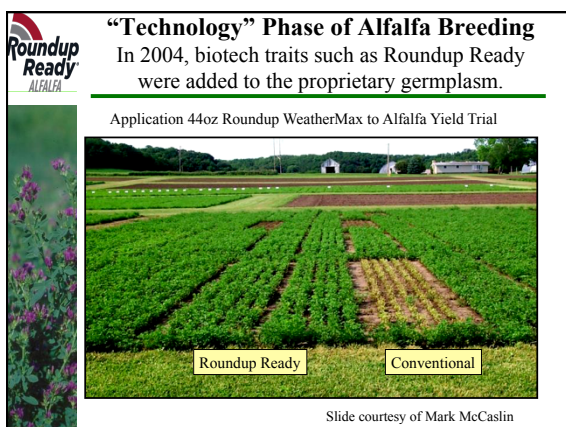 Roundup
Ready
ALFALFA
“Technology” Phase of Alfalfa Breeding
In 2004, biotech traits such as Roundup Ready
were added to the proprietary germplasm.
Application 44oz Roundup WeatherMax to Alfalfa Yield Trial
Roundup Ready
Conventional
Slide courtesy of Mark McCaslin